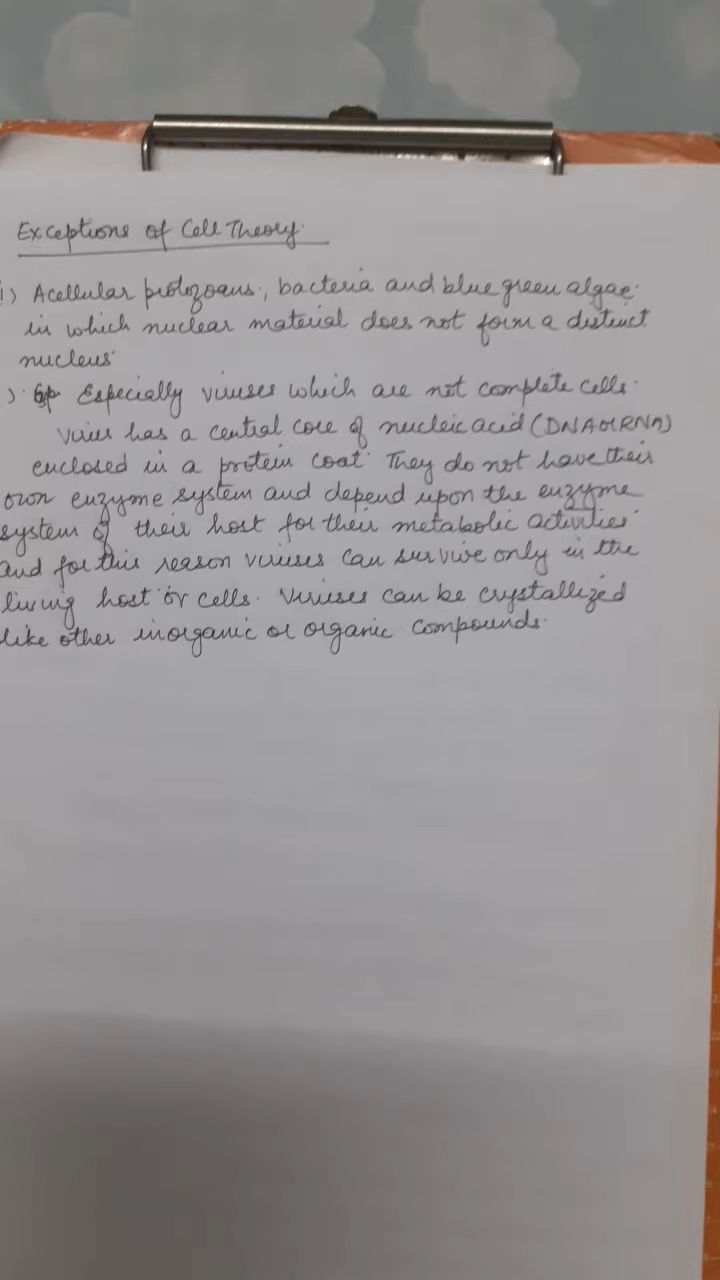 Exceptions of Cell Theory.
i) Acellular protozoans, bacteria and blue green algae.
in which nuclear material does not form a distinct
nucleus.
) Especially viruses which are not complete cells.
Virus has a central core of nucleic acid (DNA or RNA)
enclosed in a protein coat. They do not have their
own enzyme system and depend upon the enzyme
system of their host for their metabolic activities
and for this reason viruses can survive only in the
living host or cells. Viruses can be crystallized
like other inorganic or organic compounds.